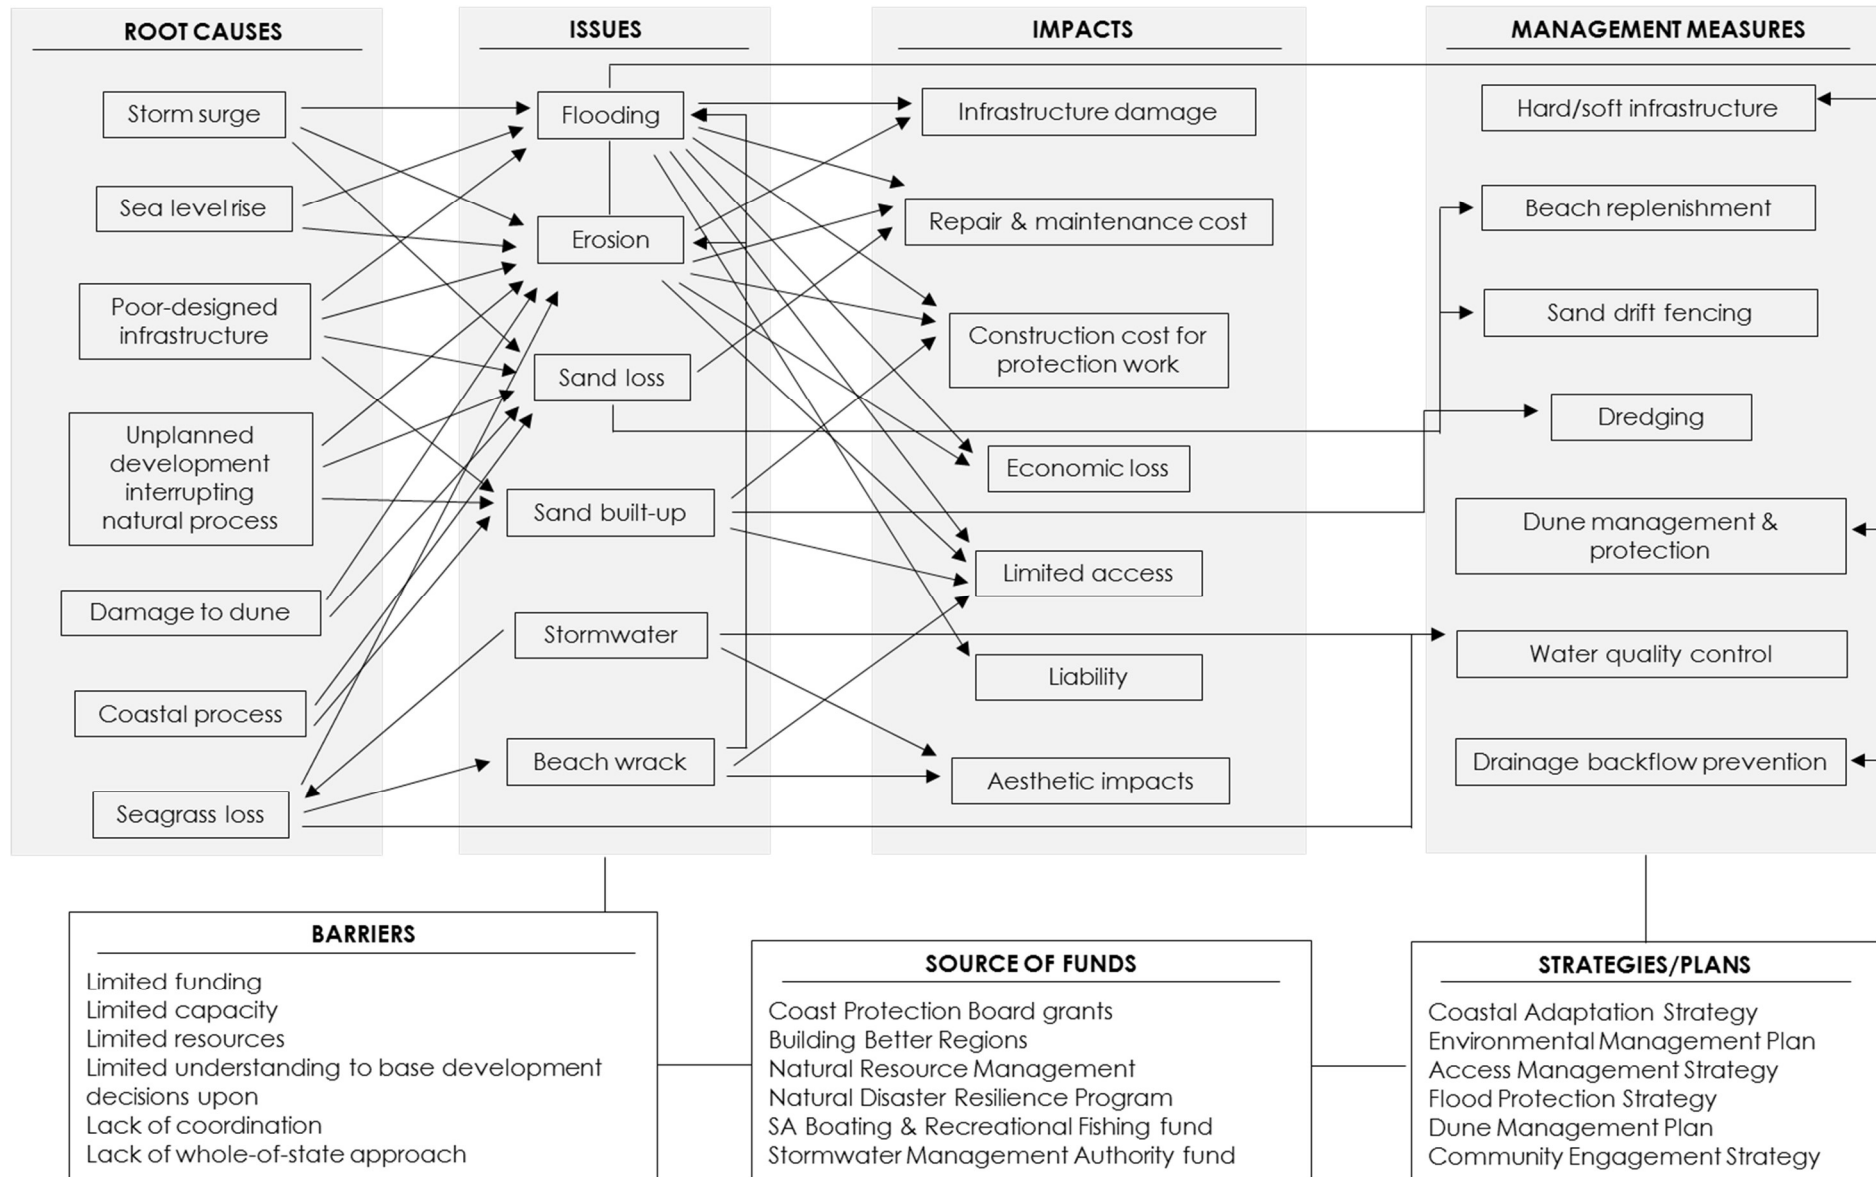 ROOT CAUSES
Storm surge
Sea level rise
Poor-designed
infrastructure
Unplanned
development
interrupting
natural process
Damage to dune
Coastal process
Seagrass loss
ISSUES
Flooding
Erosion
Sand loss
Sand built-up
Stormwater
Beach wrack
IMPACTS
Infrastructure damage
Repair & maintenance cost
Construction cost for
protection work
Economic loss
Limited access
Liability
Aesthetic impacts
MANAGEMENT MEASURES
Hard/soft infrastructure
Beach replenishment
Sand drift fencing
Dredging
Dune management &
protection
Water quality control
Drainage backflow prevention
BARRIERS
Limited funding
Limited capacity
Limited resources
Limited understanding to base development
decisions upon
Lack of coordination
Lack of whole-of-state approach
SOURCE OF FUNDS
Coast Protection Board grants
Building Better Regions
Natural Resource Management
Natural Disaster Resilience Program
SA Boating & Recreational Fishing fund
Stormwater Management Authority fund
STRATEGIES/PLANS
Coastal Adaptation Strategy
Environmental Management Plan
Access Management Strategy
Flood Protection Strategy
Dune Management Plan
Community Engagement Strategy